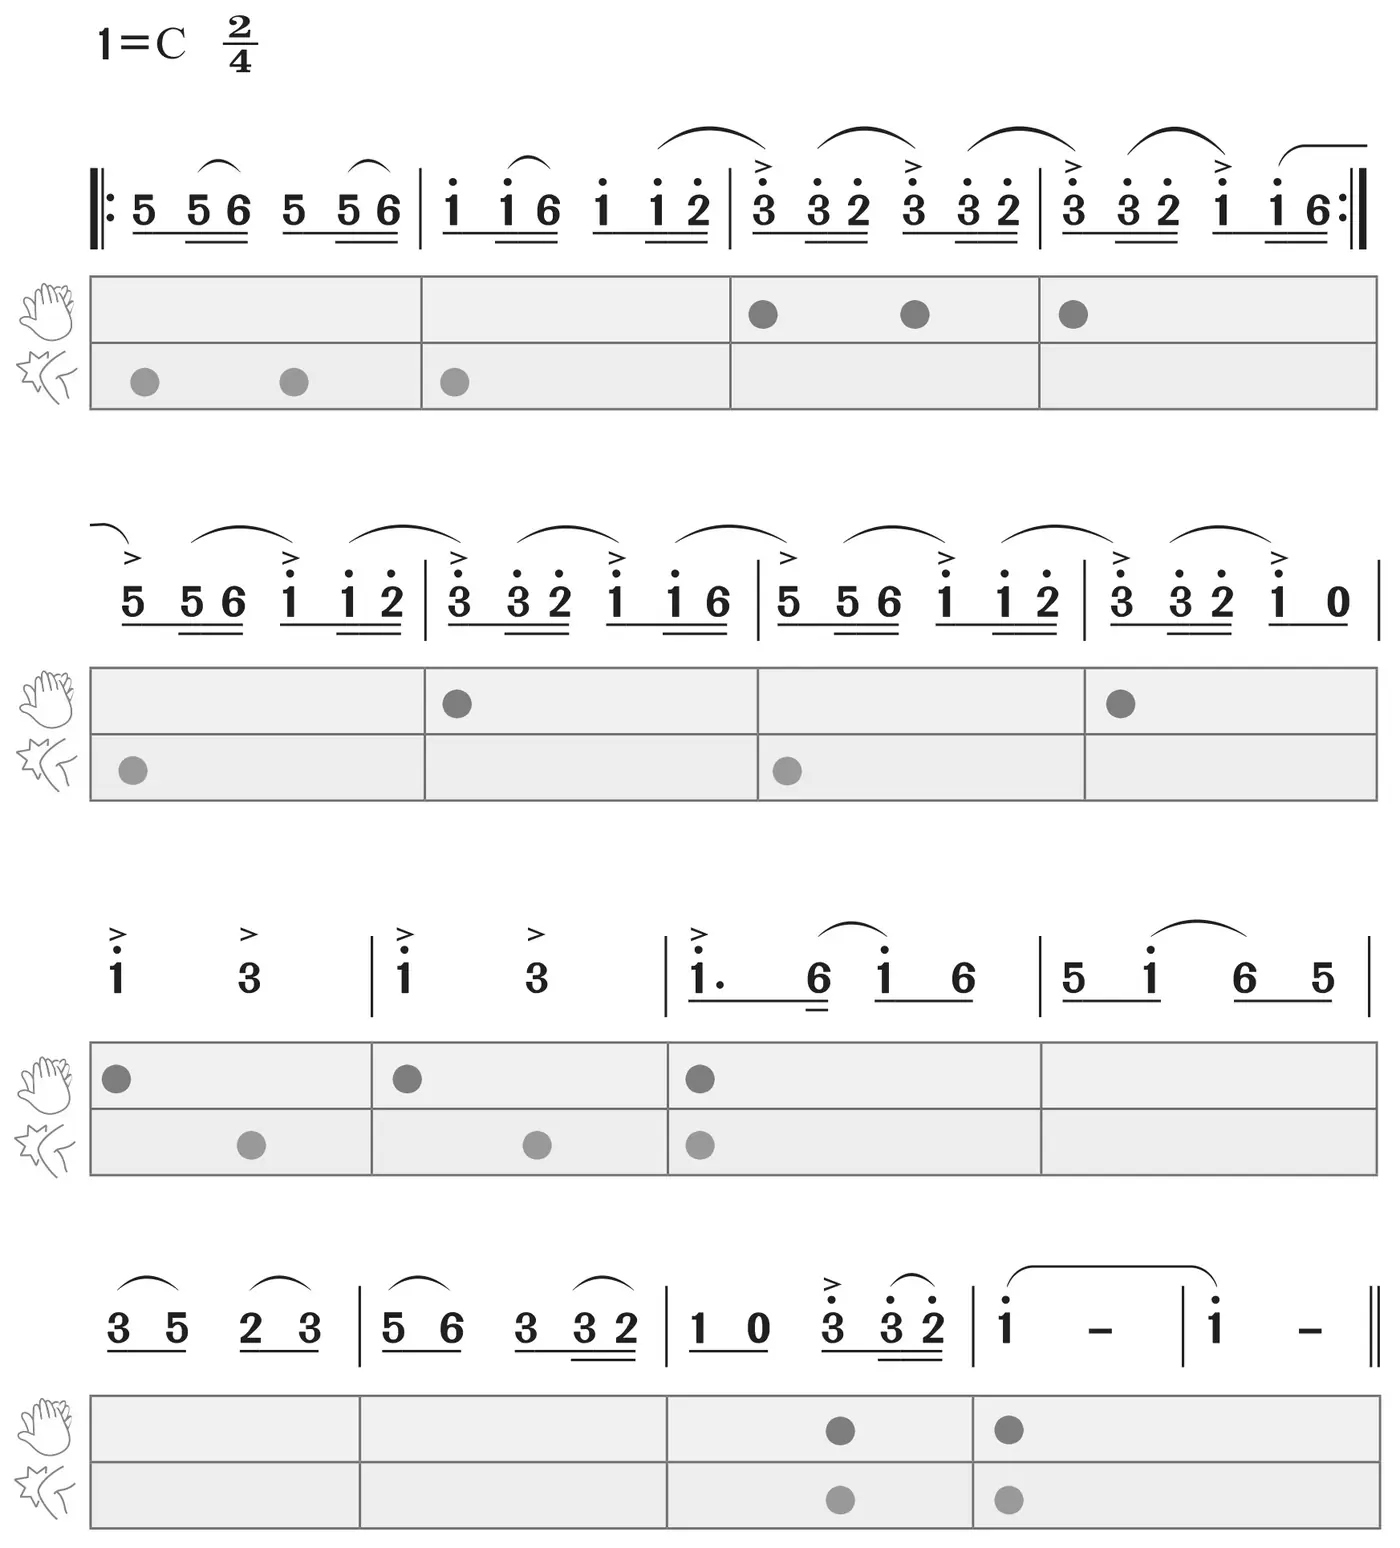 1=C 2/4
5 5 6 5 5 6 | 1̇ 1̇ 6 1̇ 1̇ 2̇ | 3̇ 3̇ 2̇ 3̇ 3̇ 2̇ | 3̇ 3̇ 2̇ 1̇ 1̇ 6 :|
5 5 6 1̇ 1̇ 2̇ | 3̇ 3̇ 2̇ 1̇ 1̇ 6 | 5 5 6 1̇ 1̇ 2̇ | 3̇ 3̇ 2̇ 1̇ 0 |
1̇ 3 | 1̇ 3 | 1̇. 6 1̇ 6 | 5 1̇ 6 5 |
3 5 2 3 | 5 6 3 3 2 | 1 0 3̇ 3̇ 2̇ | 1̇ – | 1̇ – ||